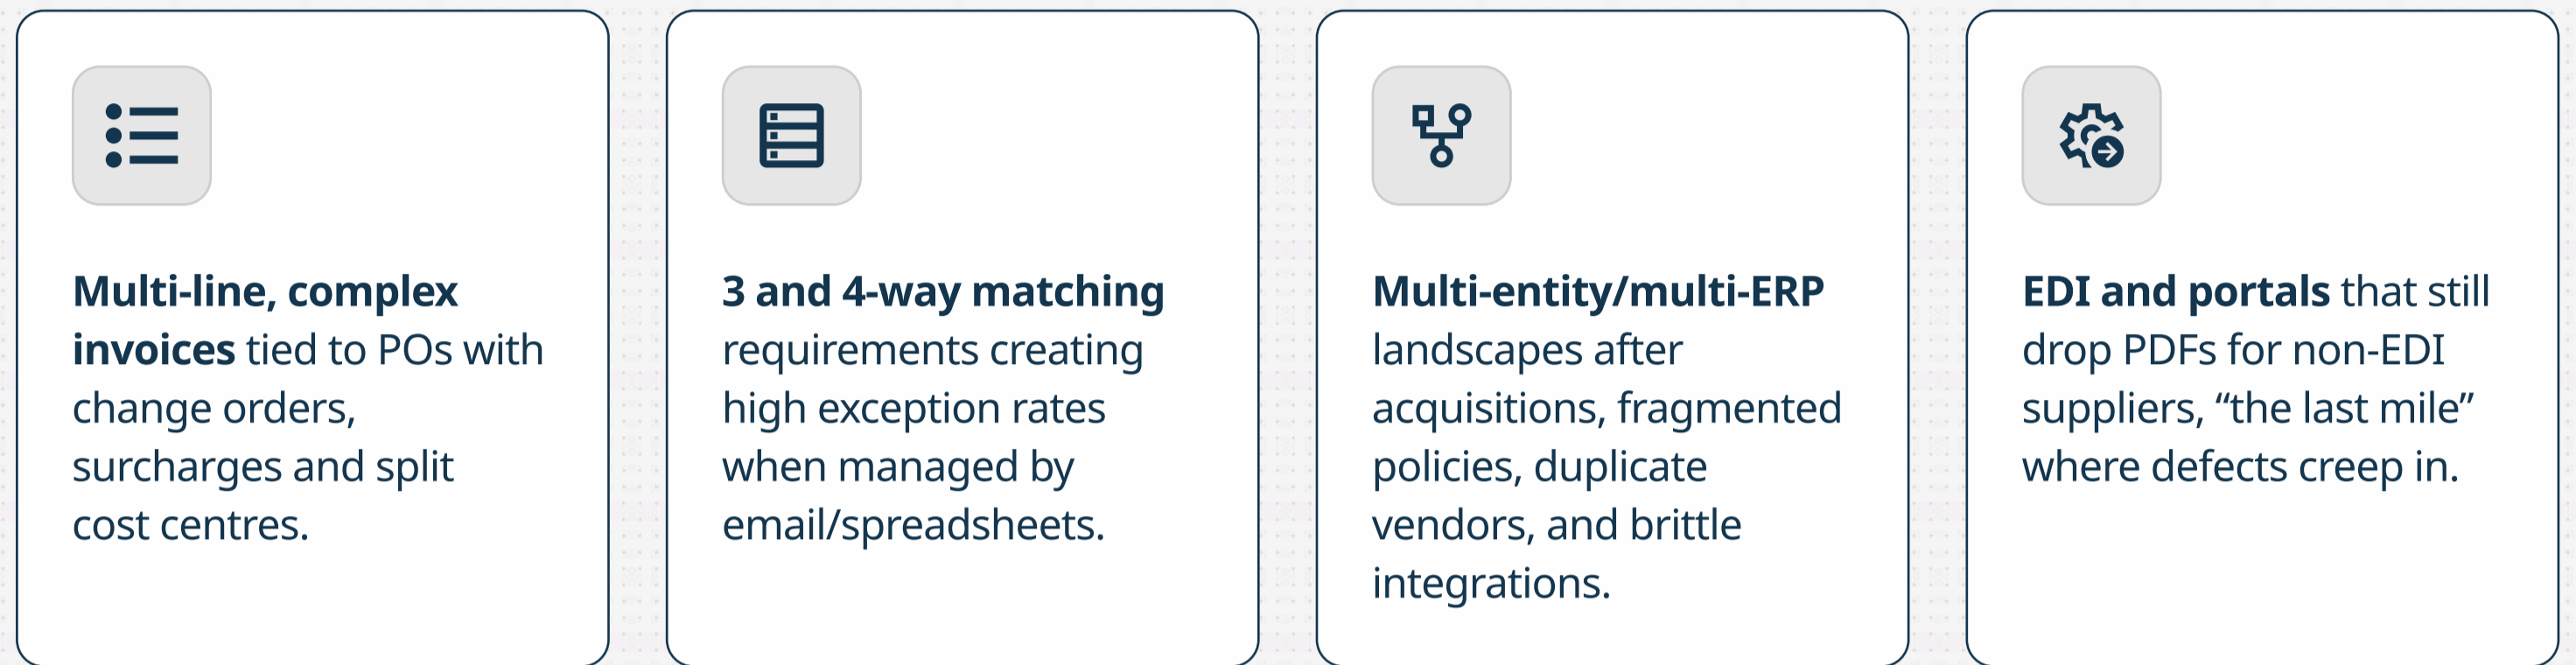 Multi-line, complex
invoices tied to POs with
change orders,
surcharges and split
cost centres.
3 and 4-way matching
requirements creating
high exception rates
when managed by
email/spreadsheets.
Multi-entity/multi-ERP
landscapes after
acquisitions, fragmented
policies, duplicate
vendors, and brittle
integrations.
EDI and portals that still
drop PDFs for non-EDI
suppliers, “the last mile”
where defects creep in.